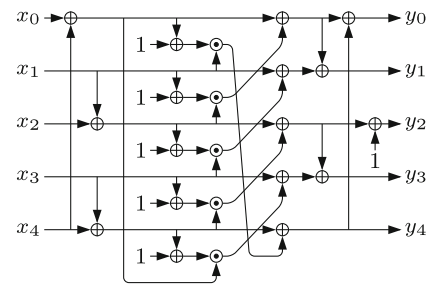 x₀ y₀
1
x₁ y₁
1
x₂ y₂
1 1
x₃ y₃
1
x₄ y₄
1